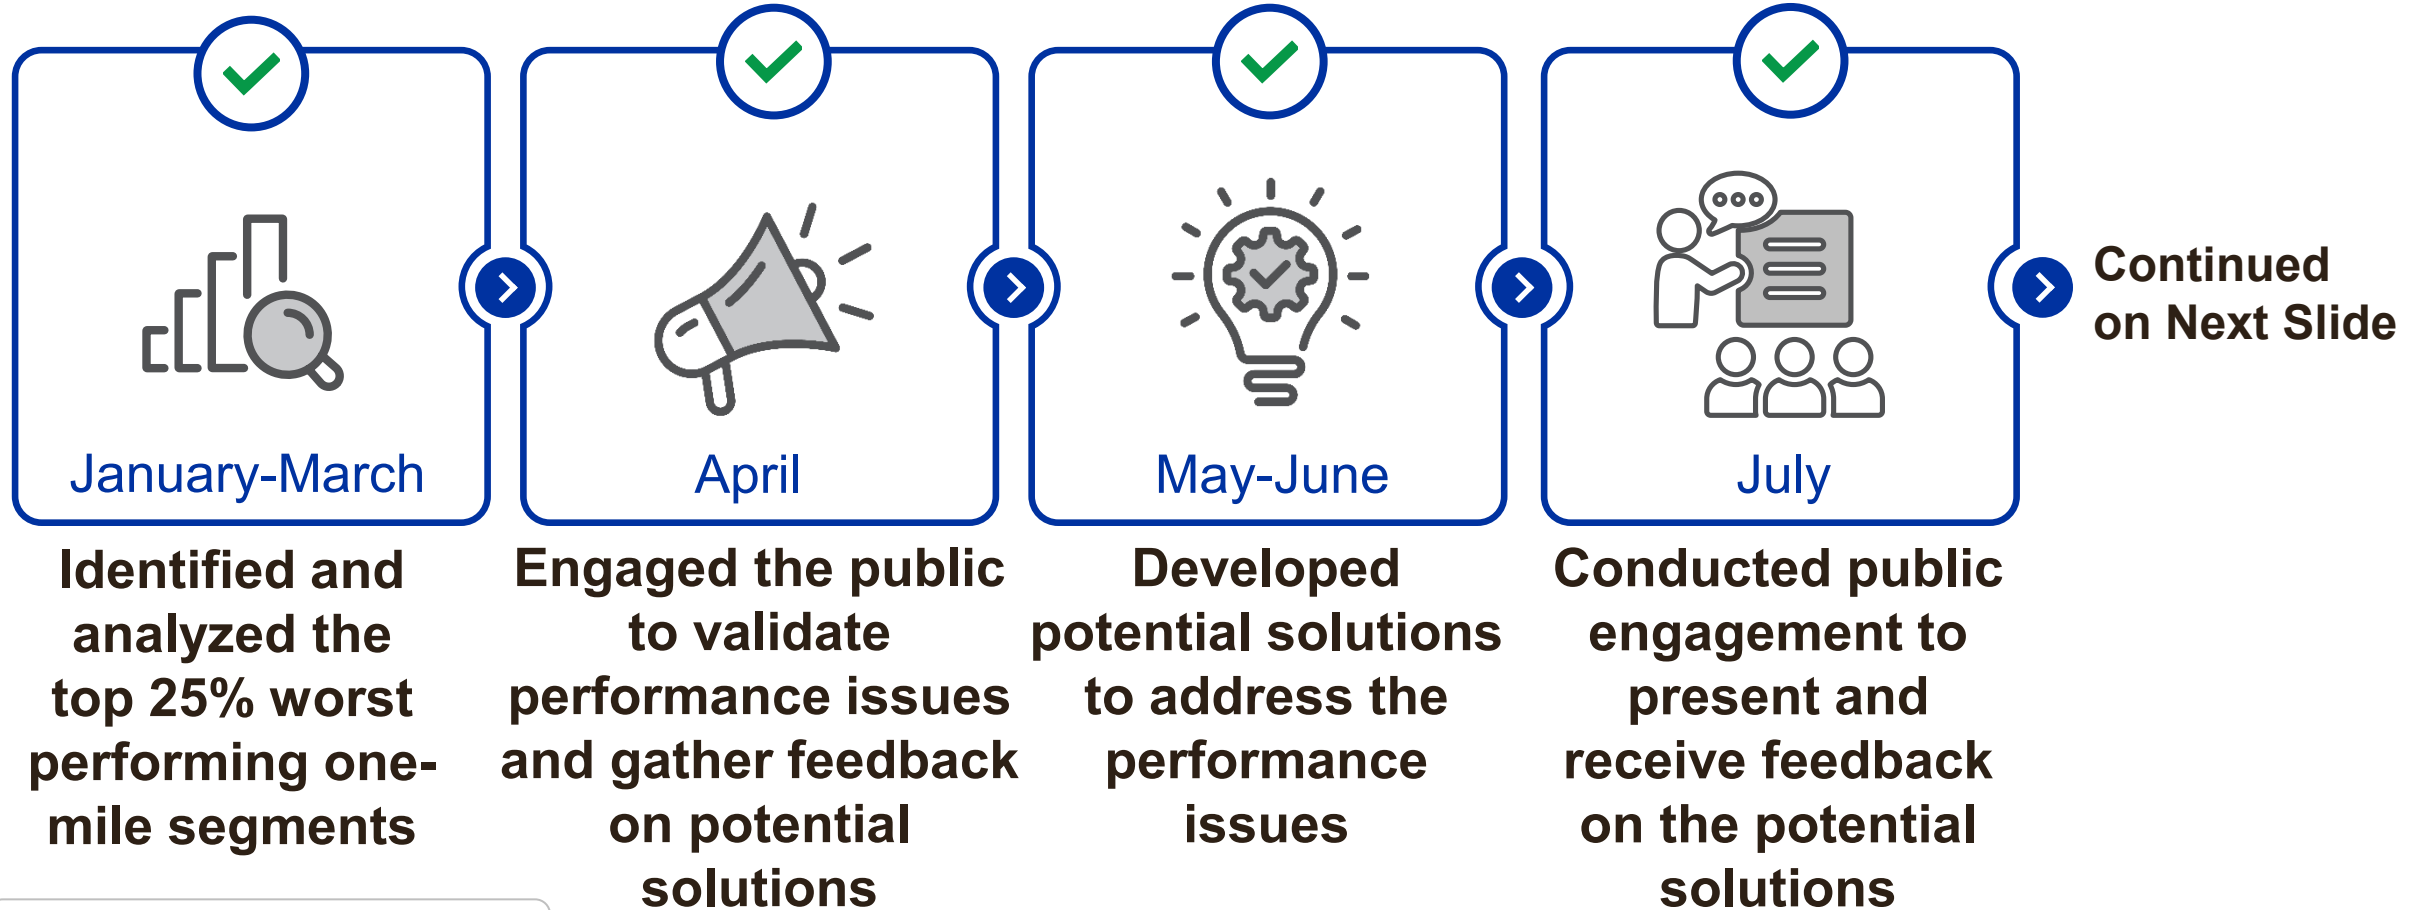 January-March
Identified and
analyzed the
top 25% worst
performing one-
mile segments
April
Engaged the public
to validate
performance issues
and gather feedback
on potential
solutions
May-June
Developed
potential solutions
to address the
performance
issues
July
Conducted public
engagement to
present and
receive feedback
on the potential
solutions
Continued
on Next Slide